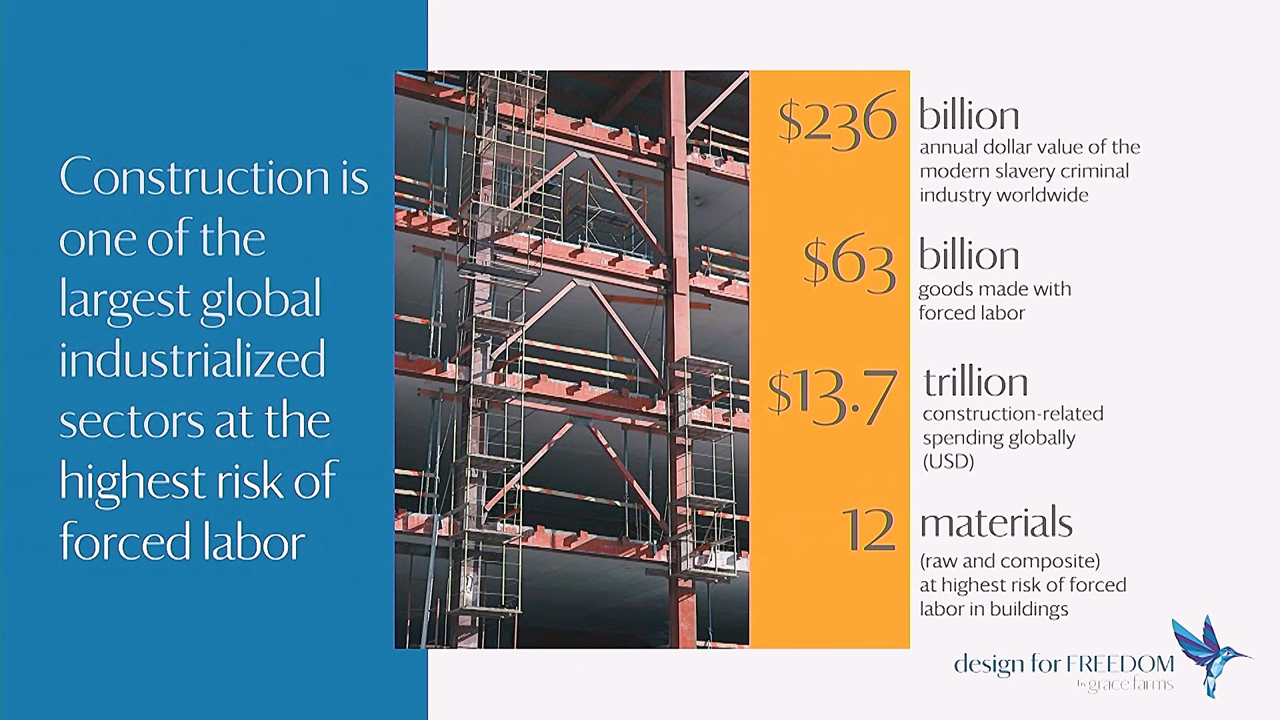 Construction is
one of the
largest global
industrialized
sectors at the
highest risk of
forced labor
$236 billion
annual dollar value of the
modern slavery criminal
industry worldwide
$63 billion
goods made with
forced labor
$13.7 trillion
construction-related
spending globally
(USD)
12 materials
(raw and composite)
at highest risk of forced
labor in buildings
design for FREEDOM
by grace farms